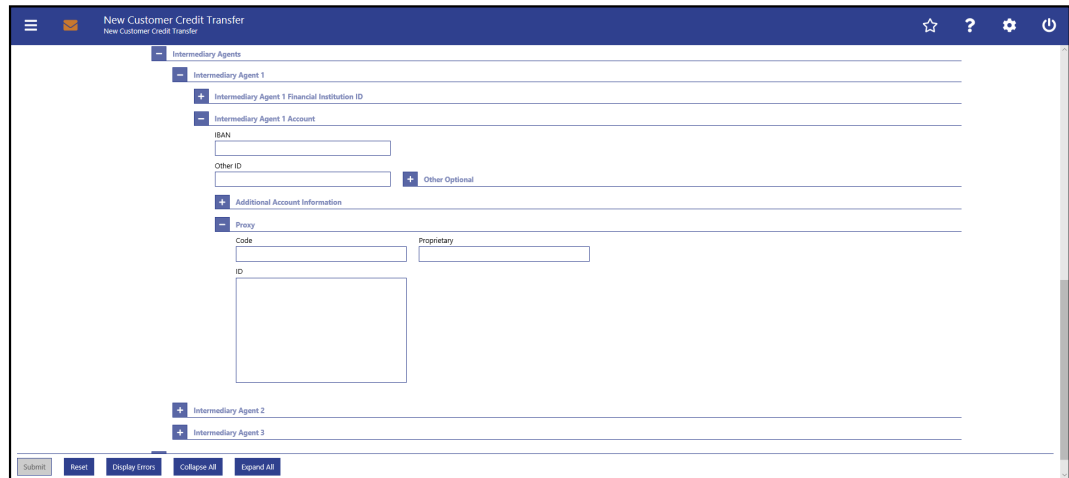 New Customer Credit Transfer
New Customer Credit Transfer
Intermediary Agents
Intermediary Agent 1
Intermediary Agent 1 Financial Institution ID
Intermediary Agent 1 Account
IBAN
Other ID
Other Optional
Additional Account Information
Proxy
Code Proprietary
ID
Intermediary Agent 2
Intermediary Agent 3
Submit Reset Display Errors Collapse All Expand All